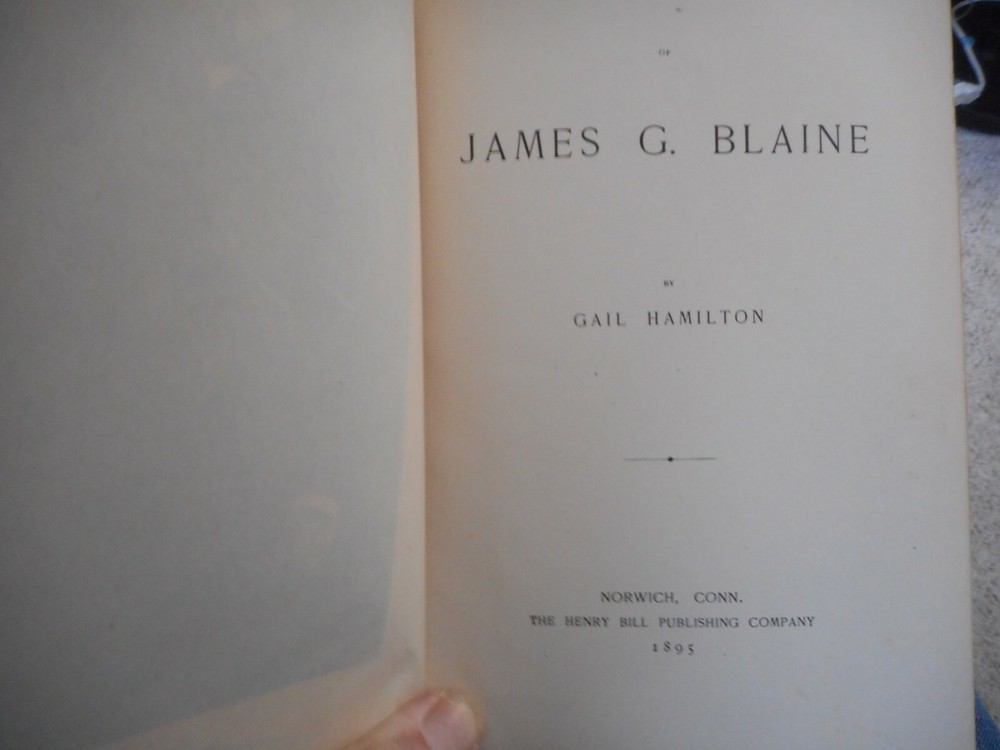 OF
JAMES G. BLAINE
BY
GAIL HAMILTON
NORWICH, CONN.
THE HENRY BILL PUBLISHING COMPANY
1895